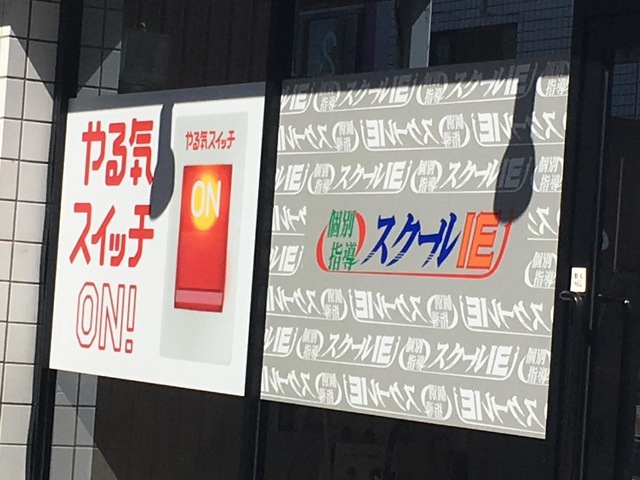 やる気
スイッチ
ON!
やる気スイッチ
ON
個別
指導
スクールIE